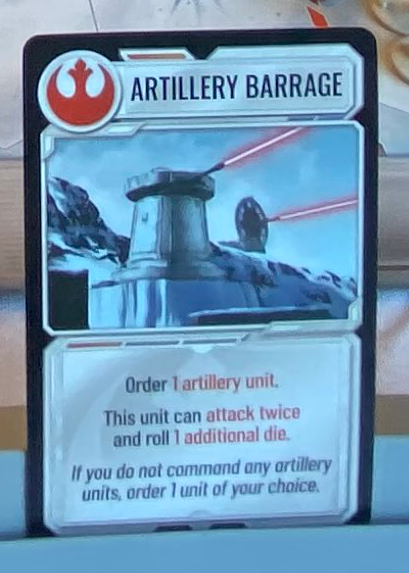 ARTILLERY BARRAGE
Order 1 artillery unit.
This unit can attack twice
and roll 1 additional die.
If you do not command any artillery
units, order 1 unit of your choice.